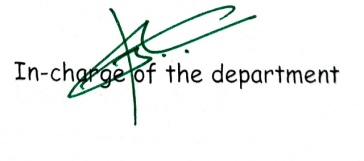 In-charge of the department